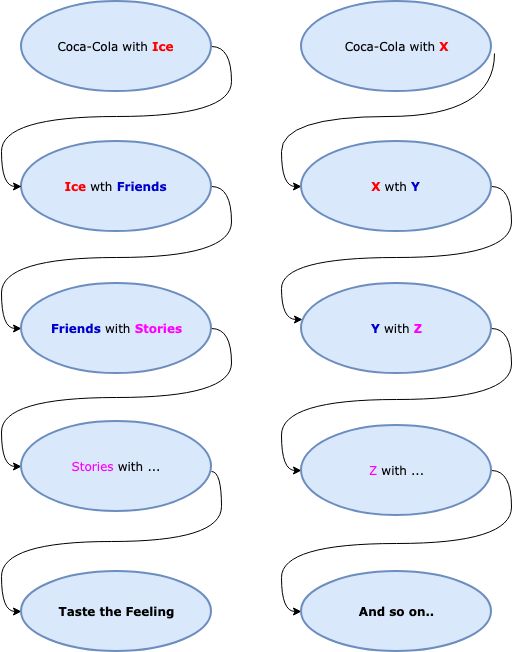 Coca-Cola with Ice
Ice wth Friends
Friends with Stories
Stories with ...
Taste the Feeling
Coca-Cola with X
X wth Y
Y with Z
Z with ...
And so on..